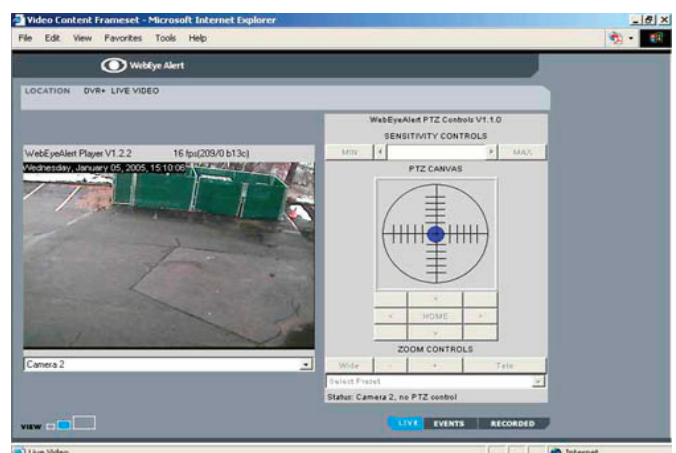 Video Content Frameset - Microsoft Internet Explorer
File Edit View Favorites Tools Help
WebEye Alert
LOCATION DVR+ LIVE VIDEO
WebEyeAlert PTZ Controls V1.1.0
SENSITIVITY CONTROLS
MIN MAX
WebEyeAlert Player V1.2.2 16 fps(209/0 b13c)
Wednesday, January 05, 2005, 15:10:06
PTZ CANVAS
HOME
ZOOM CONTROLS
Camera 2
Wide - + Tele
Select Preset
Status: Camera 2, no PTZ control
VIEW
LIVE EVENTS RECORDED
Live Video Internet